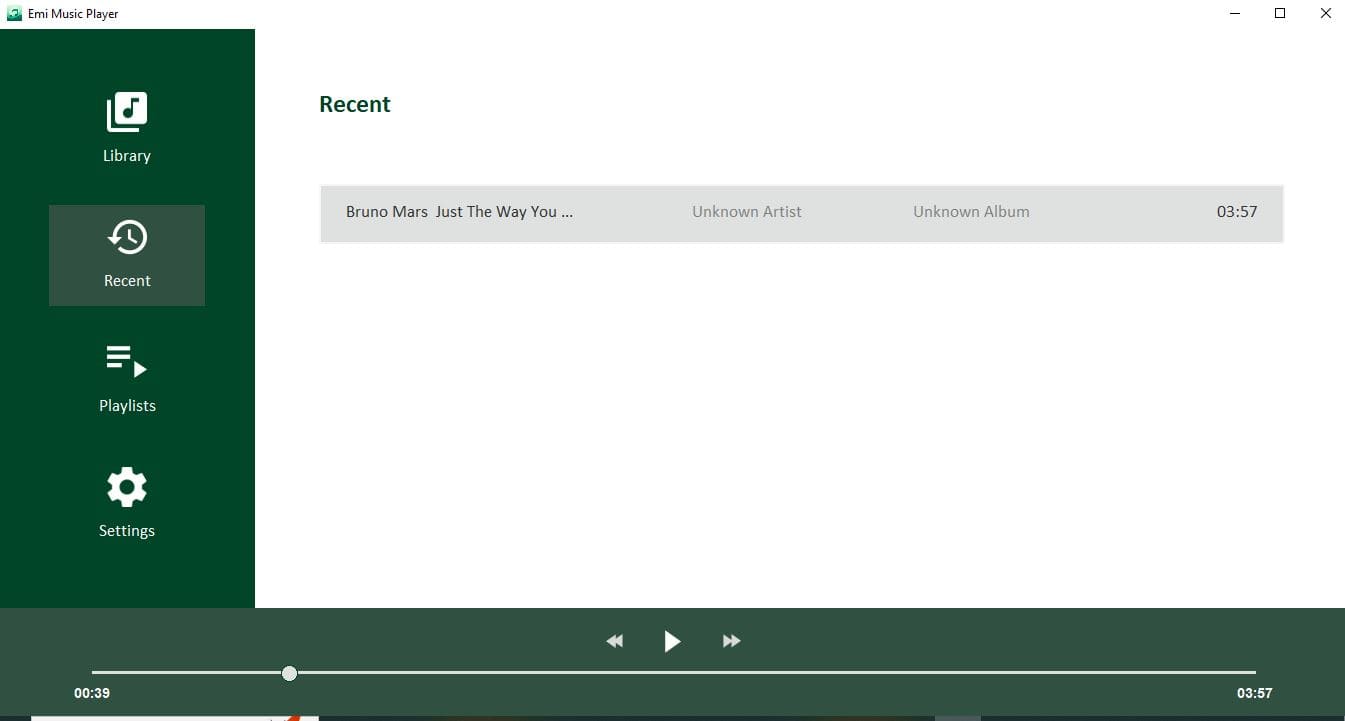 Emi Music Player
Library
Recent
Playlists
Settings
Recent
Bruno Mars  Just The Way You ... Unknown Artist Unknown Album 03:57
00:39 03:57